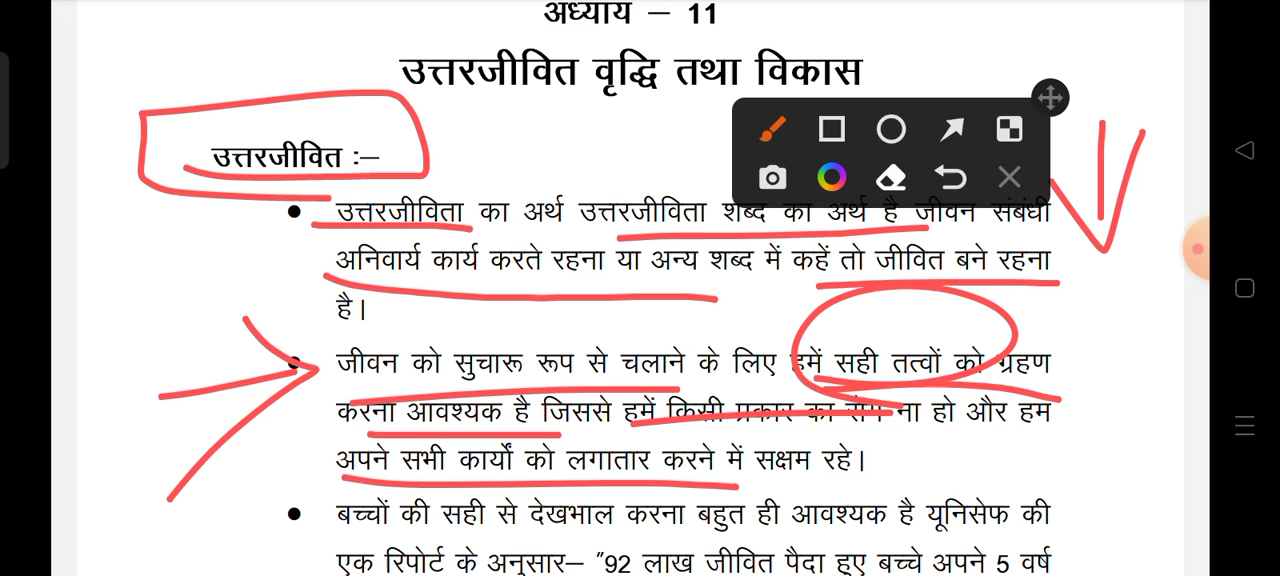 अध्याय – 11
उत्तरजीवित वृद्धि तथा विकास
उत्तरजीवित :–
• उत्तरजीविता का अर्थ उत्तरजीविता शब्द का अर्थ है जीवन संबंधी
अनिवार्य कार्य करते रहना या अन्य शब्द में कहें तो जीवित बने रहना
है।
• जीवन को सुचारू रूप से चलाने के लिए हमें सही तत्वों को ग्रहण
करना आवश्यक है जिससे हमें किसी प्रकार का रोग ना हो और हम
अपने सभी कार्यों को लगातार करने में सक्षम रहे।
• बच्चों की सही से देखभाल करना बहुत ही आवश्यक है यूनिसेफ की
एक रिपोर्ट के अनुसार– "92 लाख जीवित पैदा हुए बच्चे अपने 5 वर्ष